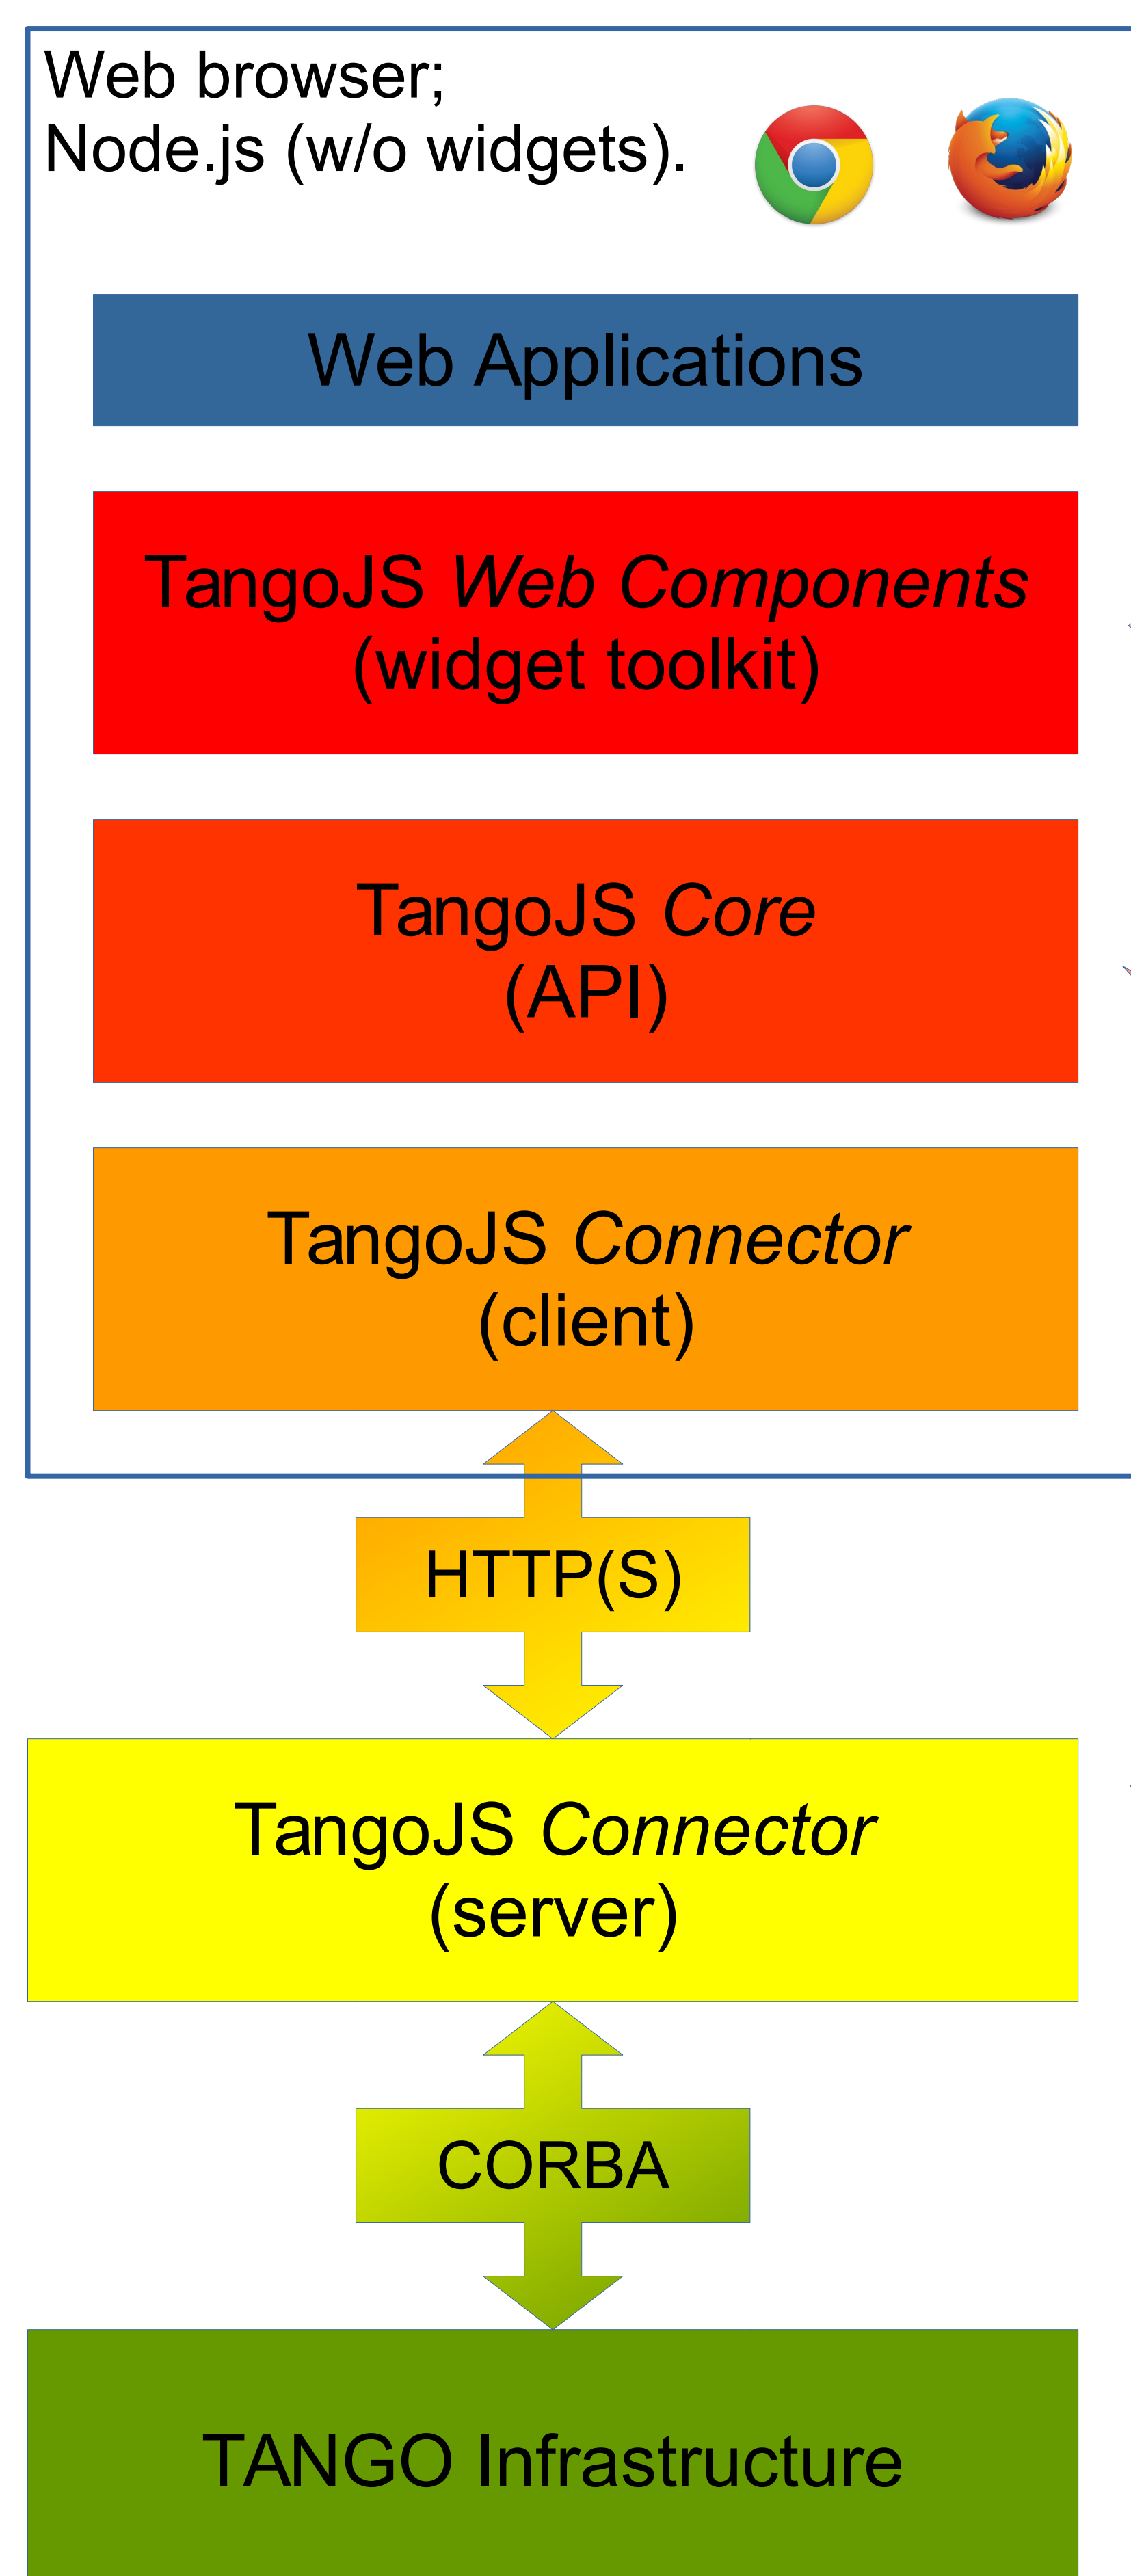 Web browser;
Node.js (w/o widgets).
Web Applications
TangoJS Web Components
(widget toolkit)
TangoJS Core
(API)
TangoJS Connector
(client)
HTTP(S)
TangoJS Connector
(server)
CORBA
TANGO Infrastructure